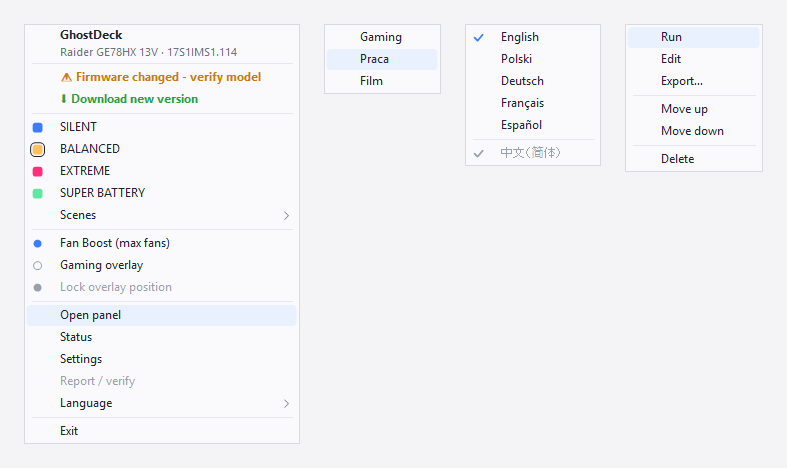 GhostDeck
Raider GE78HX 13V · 17S1IMS1.114
⚠ Firmware changed - verify model
⬇ Download new version
SILENT
BALANCED
EXTREME
SUPER BATTERY
Scenes
Fan Boost (max fans)
Gaming overlay
Lock overlay position
Open panel
Status
Settings
Report / verify
Language
Exit
Gaming
Praca
Film
English
Polski
Deutsch
Français
Español
中文(简体)
Run
Edit
Export...
Move up
Move down
Delete